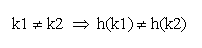 k1 ≠ k2 ⇒ h(k1) ≠ h(k2)